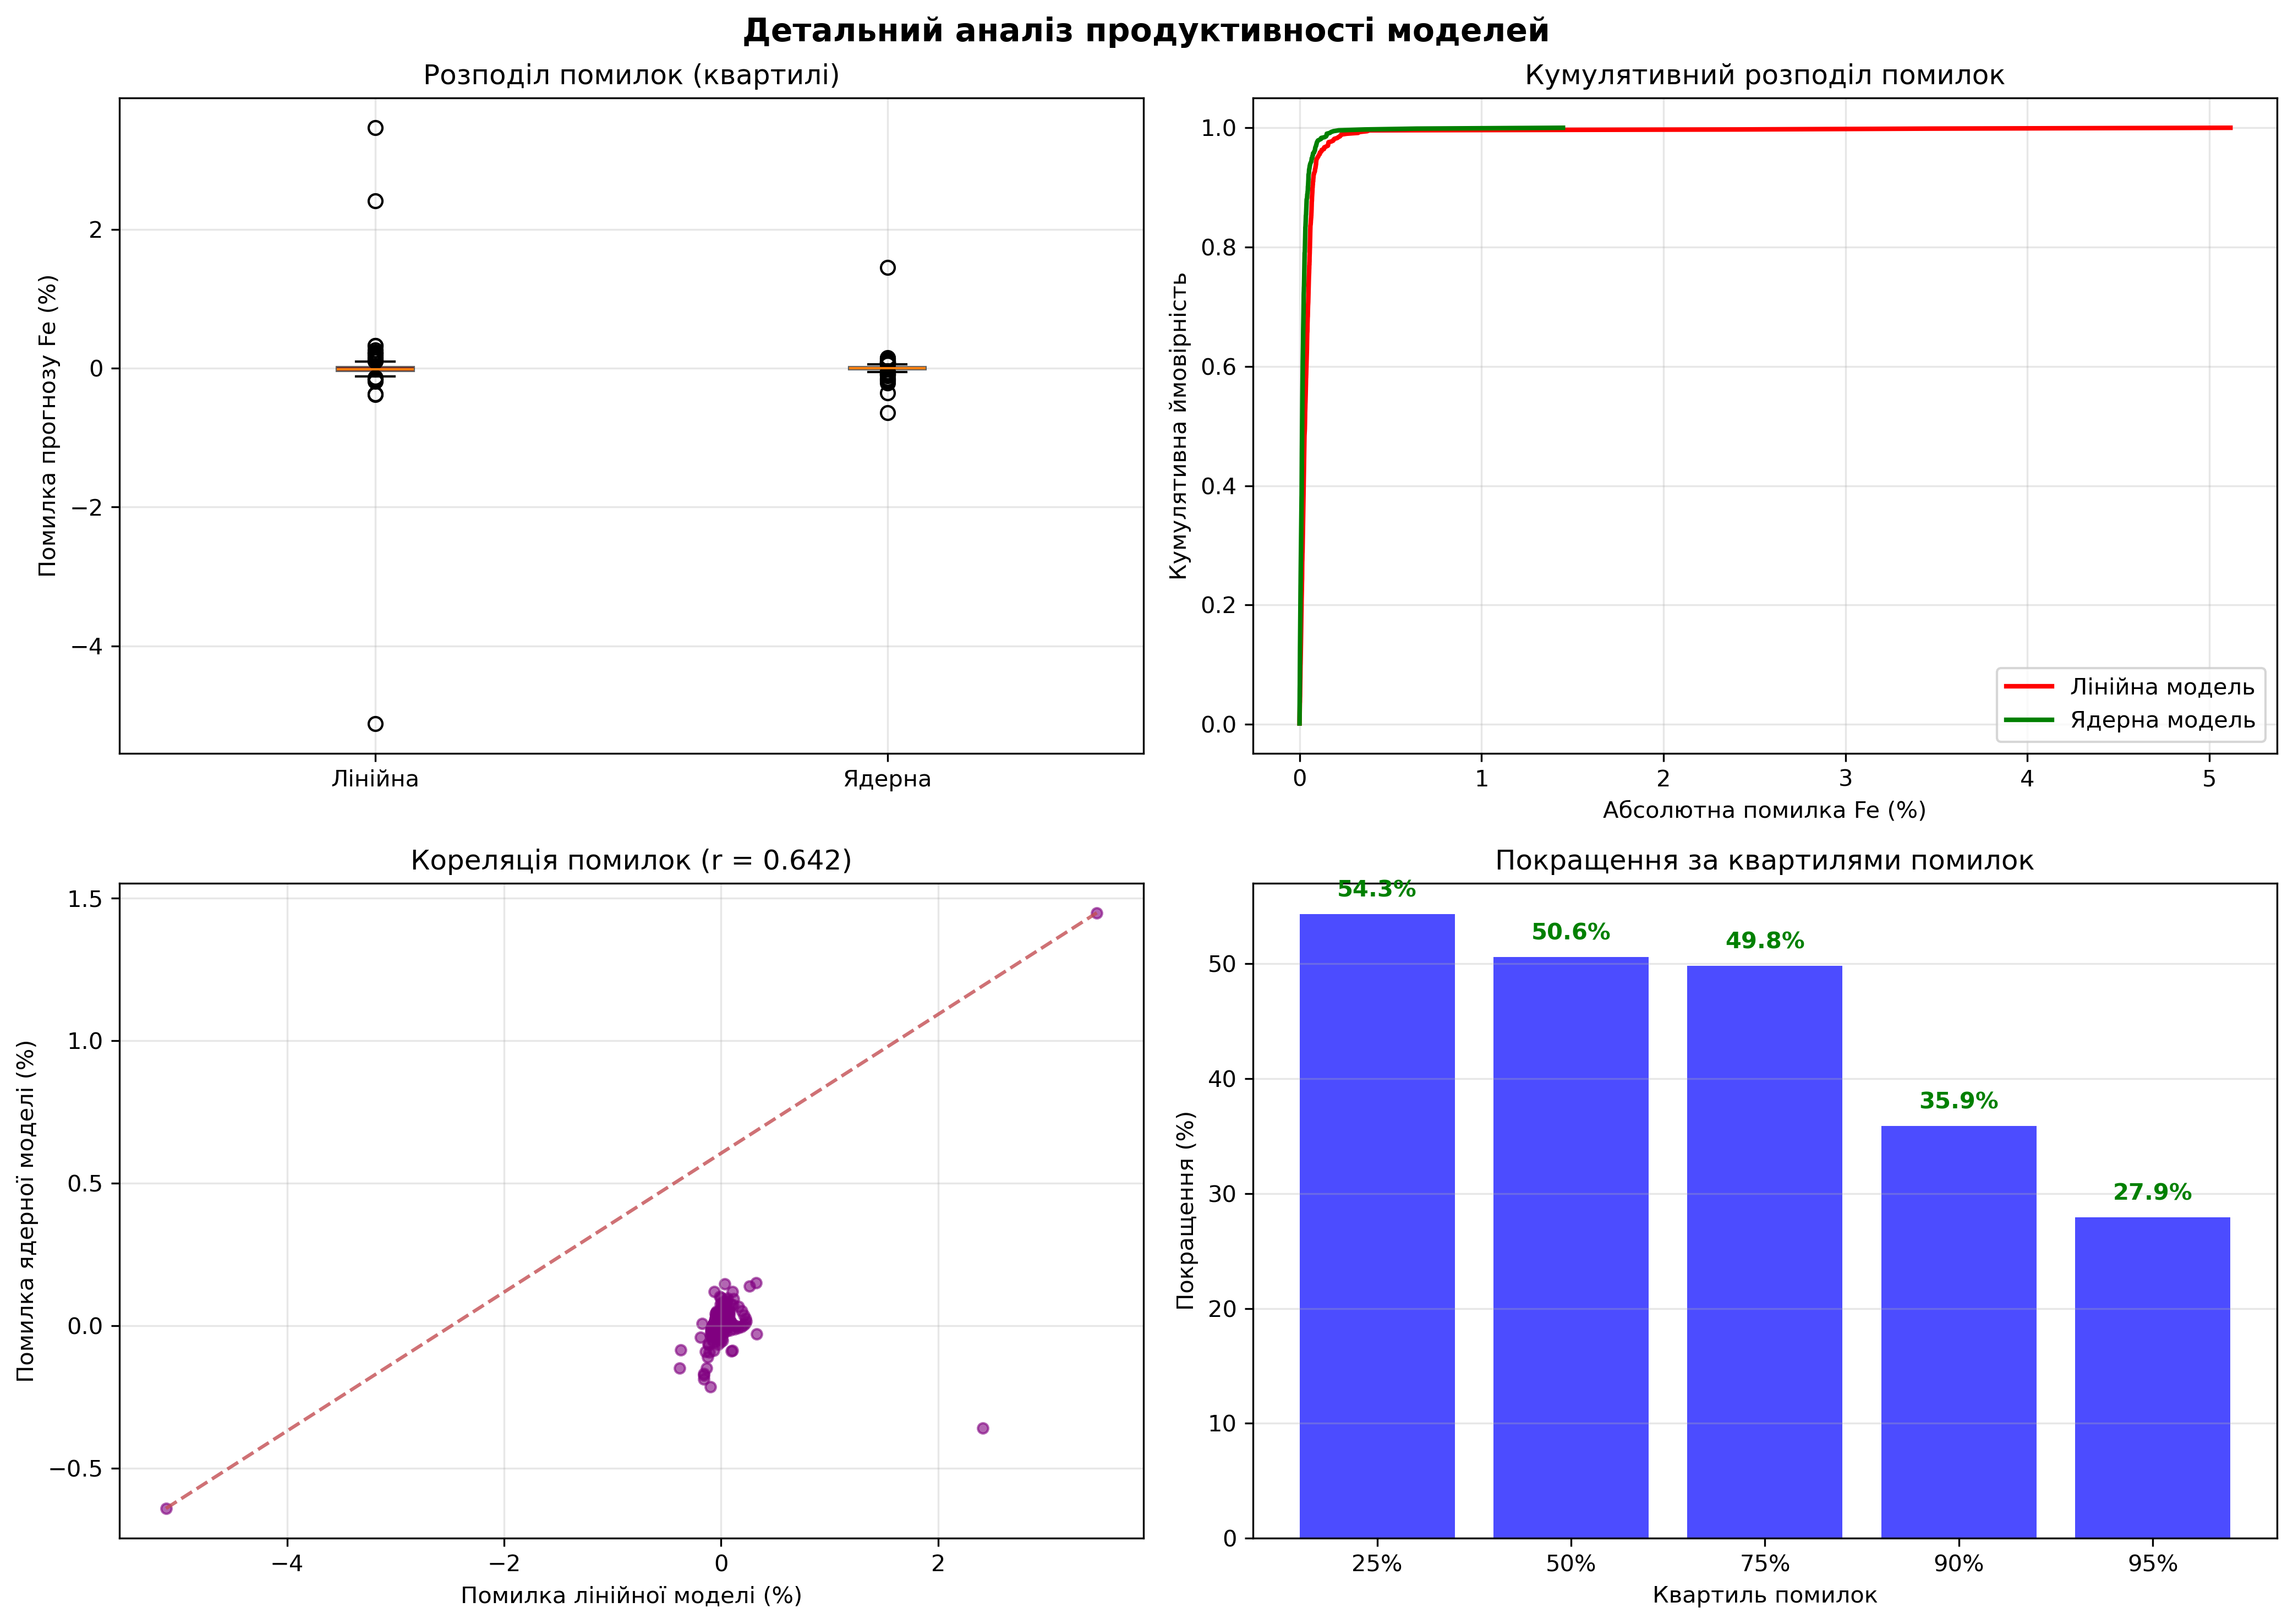 Детальний аналіз продуктивності моделей
Розподіл помилок (квартилі)
Помилка прогнозу Fe (%)
2
0
−2
−4
Лінійна
Ядерна
Кумулятивний розподіл помилок
Кумулятивна ймовірність
1.0
0.8
0.6
0.4
0.2
0.0
0
1
2
3
4
5
Абсолютна помилка Fe (%)
Лінійна модель
Ядерна модель
Кореляція помилок (r = 0.642)
Помилка ядерної моделі (%)
1.5
1.0
0.5
0.0
−0.5
−4
−2
0
2
Помилка лінійної моделі (%)
Покращення за квартилями помилок
Покращення (%)
50
40
30
20
10
0
54.3%
50.6%
49.8%
35.9%
27.9%
25%
50%
75%
90%
95%
Квартиль помилок